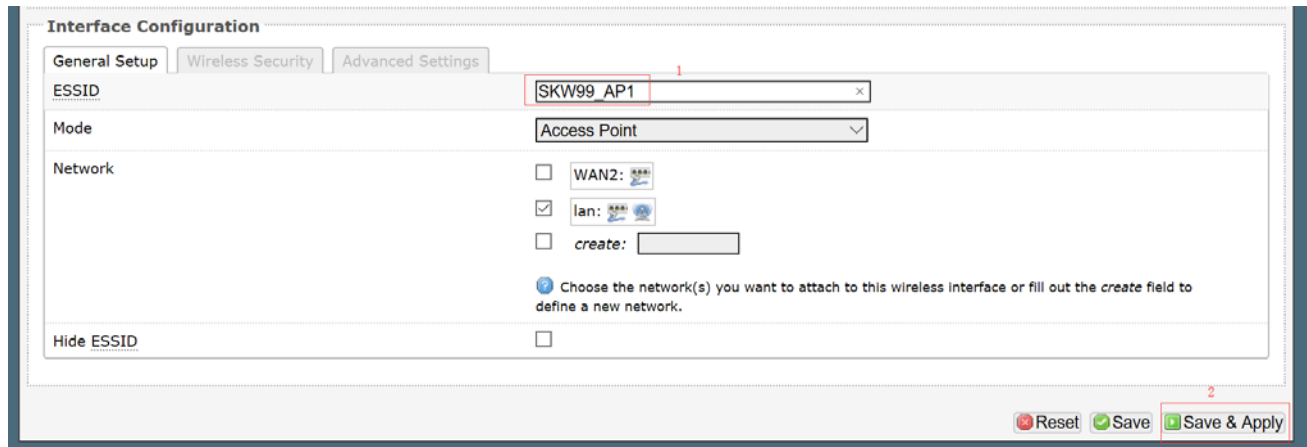 Interface Configuration
General Setup Wireless Security Advanced Settings
1
ESSID SKW99_AP1 ×
Mode Access Point
Network WAN2:
lan:
create:
Choose the network(s) you want to attach to this wireless interface or fill out the create field to
define a new network.
Hide ESSID
2
Reset Save Save & Apply